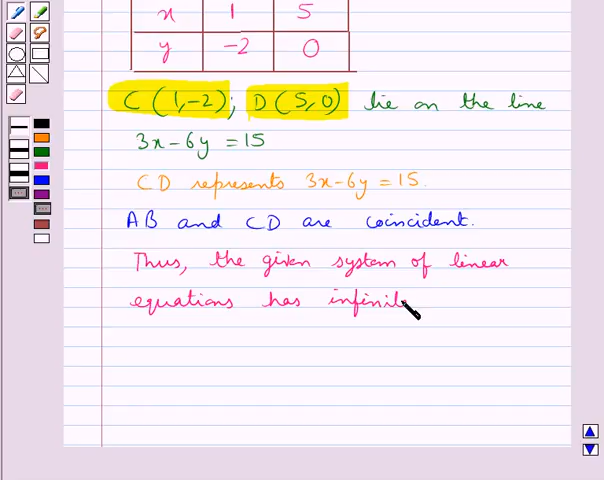 x 1 5
y -2 0
C (1,-2); D (5,0) lie on the line
3x-6y = 15
CD represents 3x-6y = 15.
AB and CD are coincident.
Thus, the given system of linear
equations has infinit